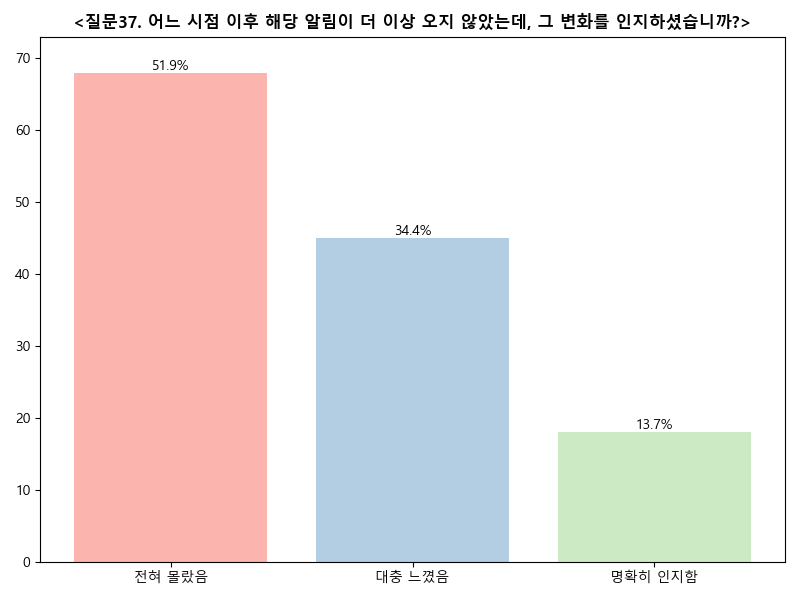 <질문37. 어느 시점 이후 해당 알림이 더 이상 오지 않았는데, 그 변화를 인지하셨습니까?>
70
60
50
40
30
20
10
0
51.9%
34.4%
13.7%
전혀 몰랐음
대충 느꼈음
명확히 인지함